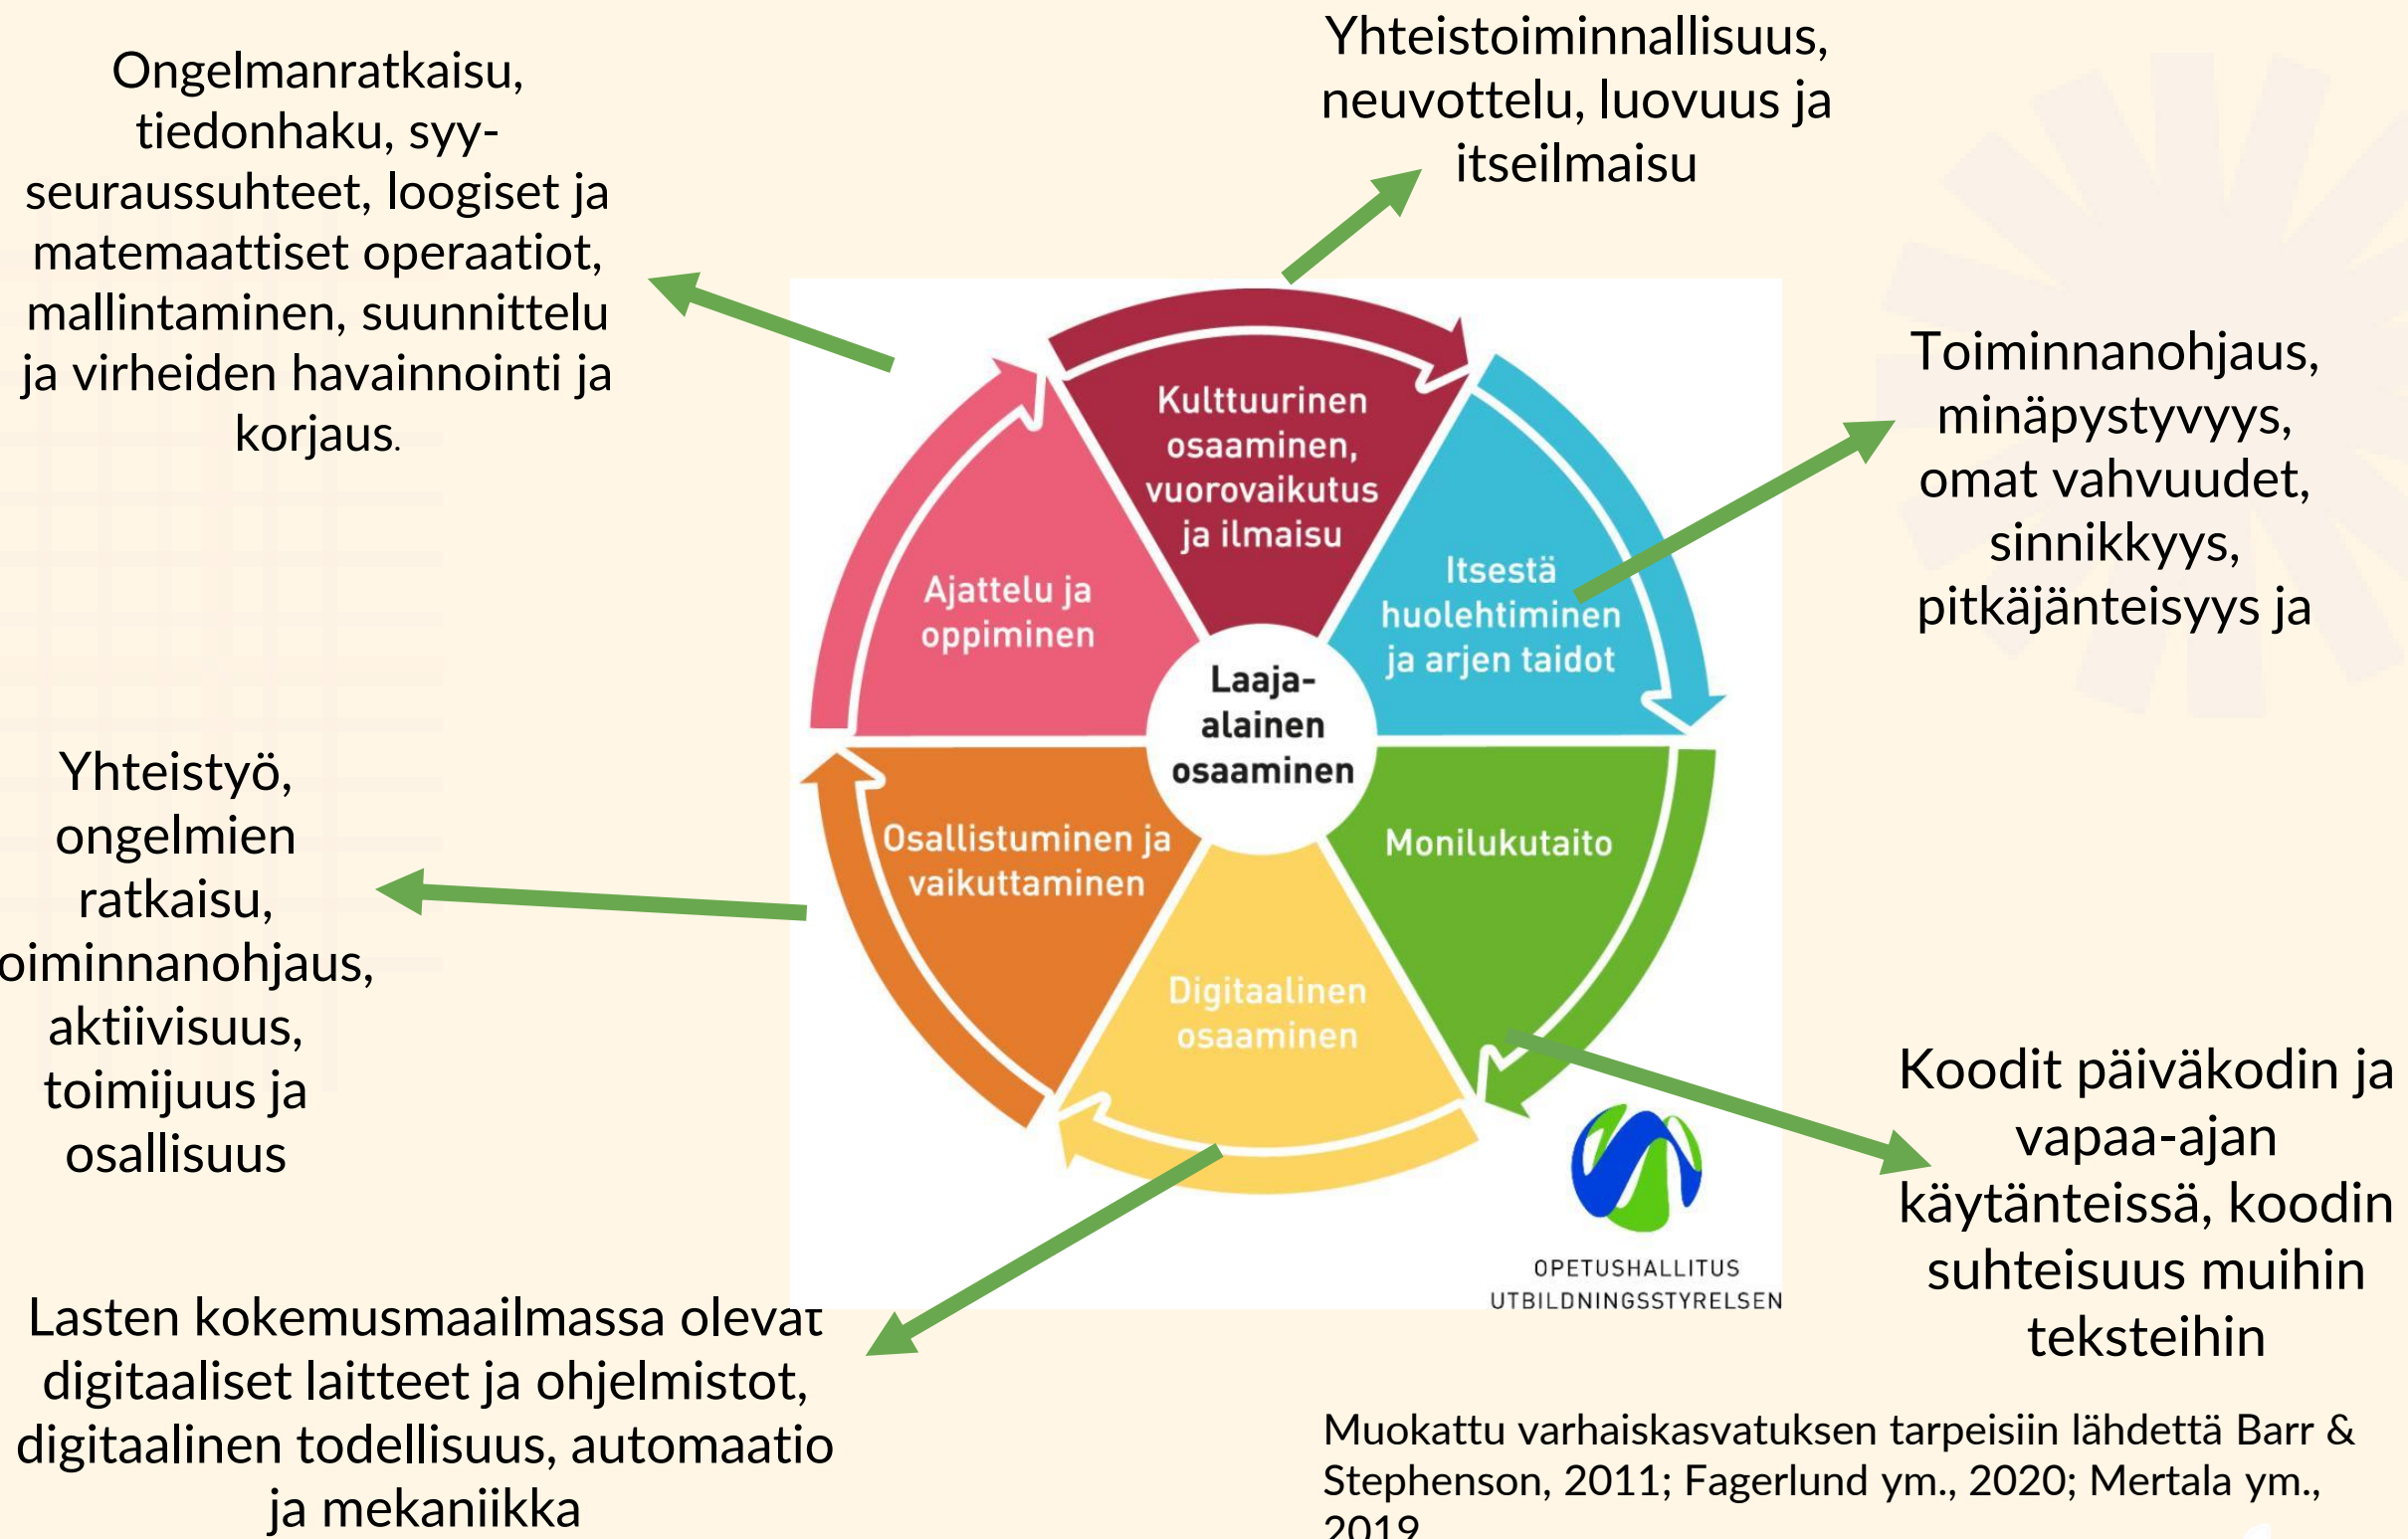 Ongelmanratkaisu,
tiedonhaku, syy-
seuraussuhteet, loogiset ja
matemaattiset operaatiot,
mallintaminen, suunnittelu
ja virheiden havainnointi ja
korjaus.
Yhteistoiminnallisuus,
neuvottelu, luovuus ja
itseilmaisu
Toiminnanohjaus,
minäpystyvyys,
omat vahvuudet,
sinnikkyys,
pitkäjänteisyys ja
Kulttuurinen
osaaminen,
vuorovaikutus
ja ilmaisu
Ajattelu ja
oppiminen
Itsestä
huolehtiminen
ja arjen taidot
Laaja-
alainen
osaaminen
Osallistuminen ja
vaikuttaminen
Monilukutaito
Digitaalinen
osaaminen
Yhteistyö,
ongelmien
ratkaisu,
oiminnanohjaus,
aktiivisuus,
toimijuus ja
osallisuus
Koodit päiväkodin ja
vapaa-ajan
käytänteissä, koodin
suhteisuus muihin
teksteihin
OPETUSHALLITUS
UTBILDNINGSSTYRELSEN
Lasten kokemusmaailmassa olevat
digitaaliset laitteet ja ohjelmistot,
digitaalinen todellisuus, automaatio
ja mekaniikka
Muokattu varhaiskasvatuksen tarpeisiin lähdettä Barr &
Stephenson, 2011; Fagerlund ym., 2020; Mertala ym.,
2019